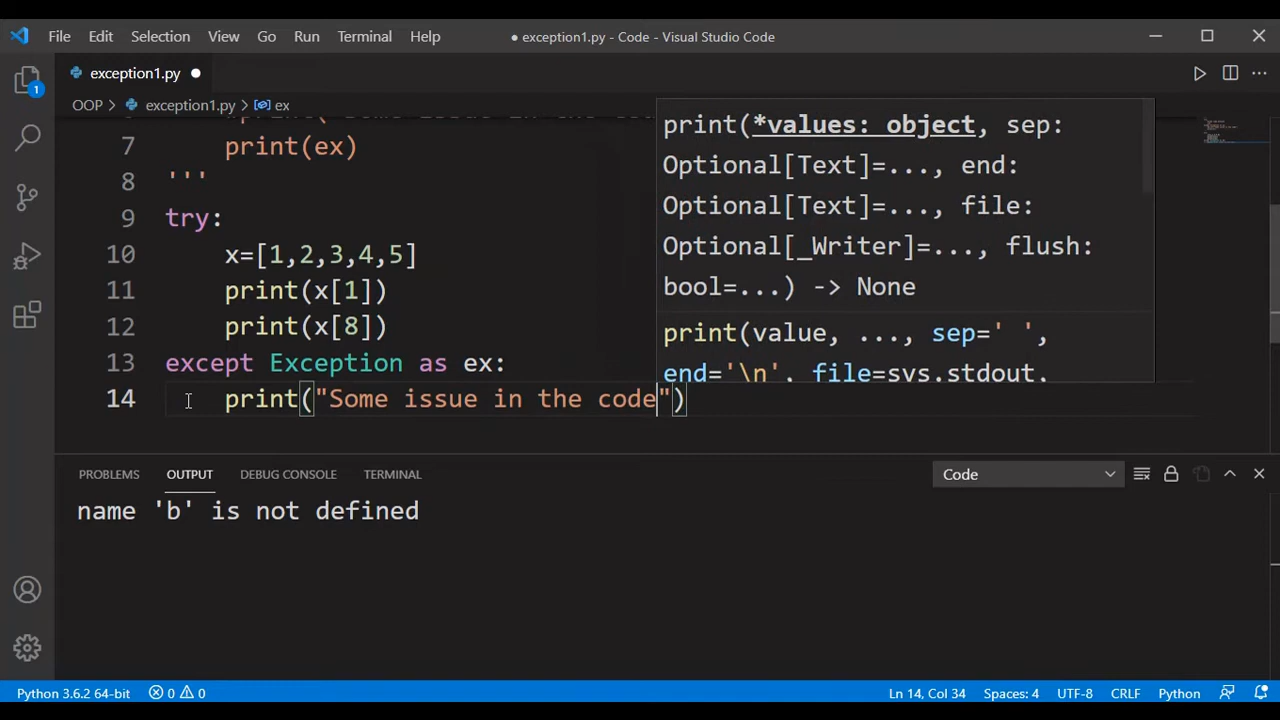 File Edit Selection View Go Run Terminal Help ● exception1.py - Code - Visual Studio Code
1
exception1.py ●
OOP > exception1.py > ex
7 print(ex)
8 '''
9 try:
10 x=[1,2,3,4,5]
11 print(x[1])
12 print(x[8])
13 except Exception as ex:
14 print("Some issue in the code")
print(*values: object, sep:
Optional[Text]=..., end:
Optional[Text]=..., file:
Optional[_Writer]=..., flush:
bool=...) -> None
print(value, ..., sep=' ',
end='\n', file=sys.stdout,
PROBLEMS OUTPUT DEBUG CONSOLE TERMINAL Code
name 'b' is not defined
Python 3.6.2 64-bit 0 0 Ln 14, Col 34 Spaces: 4 UTF-8 CRLF Python